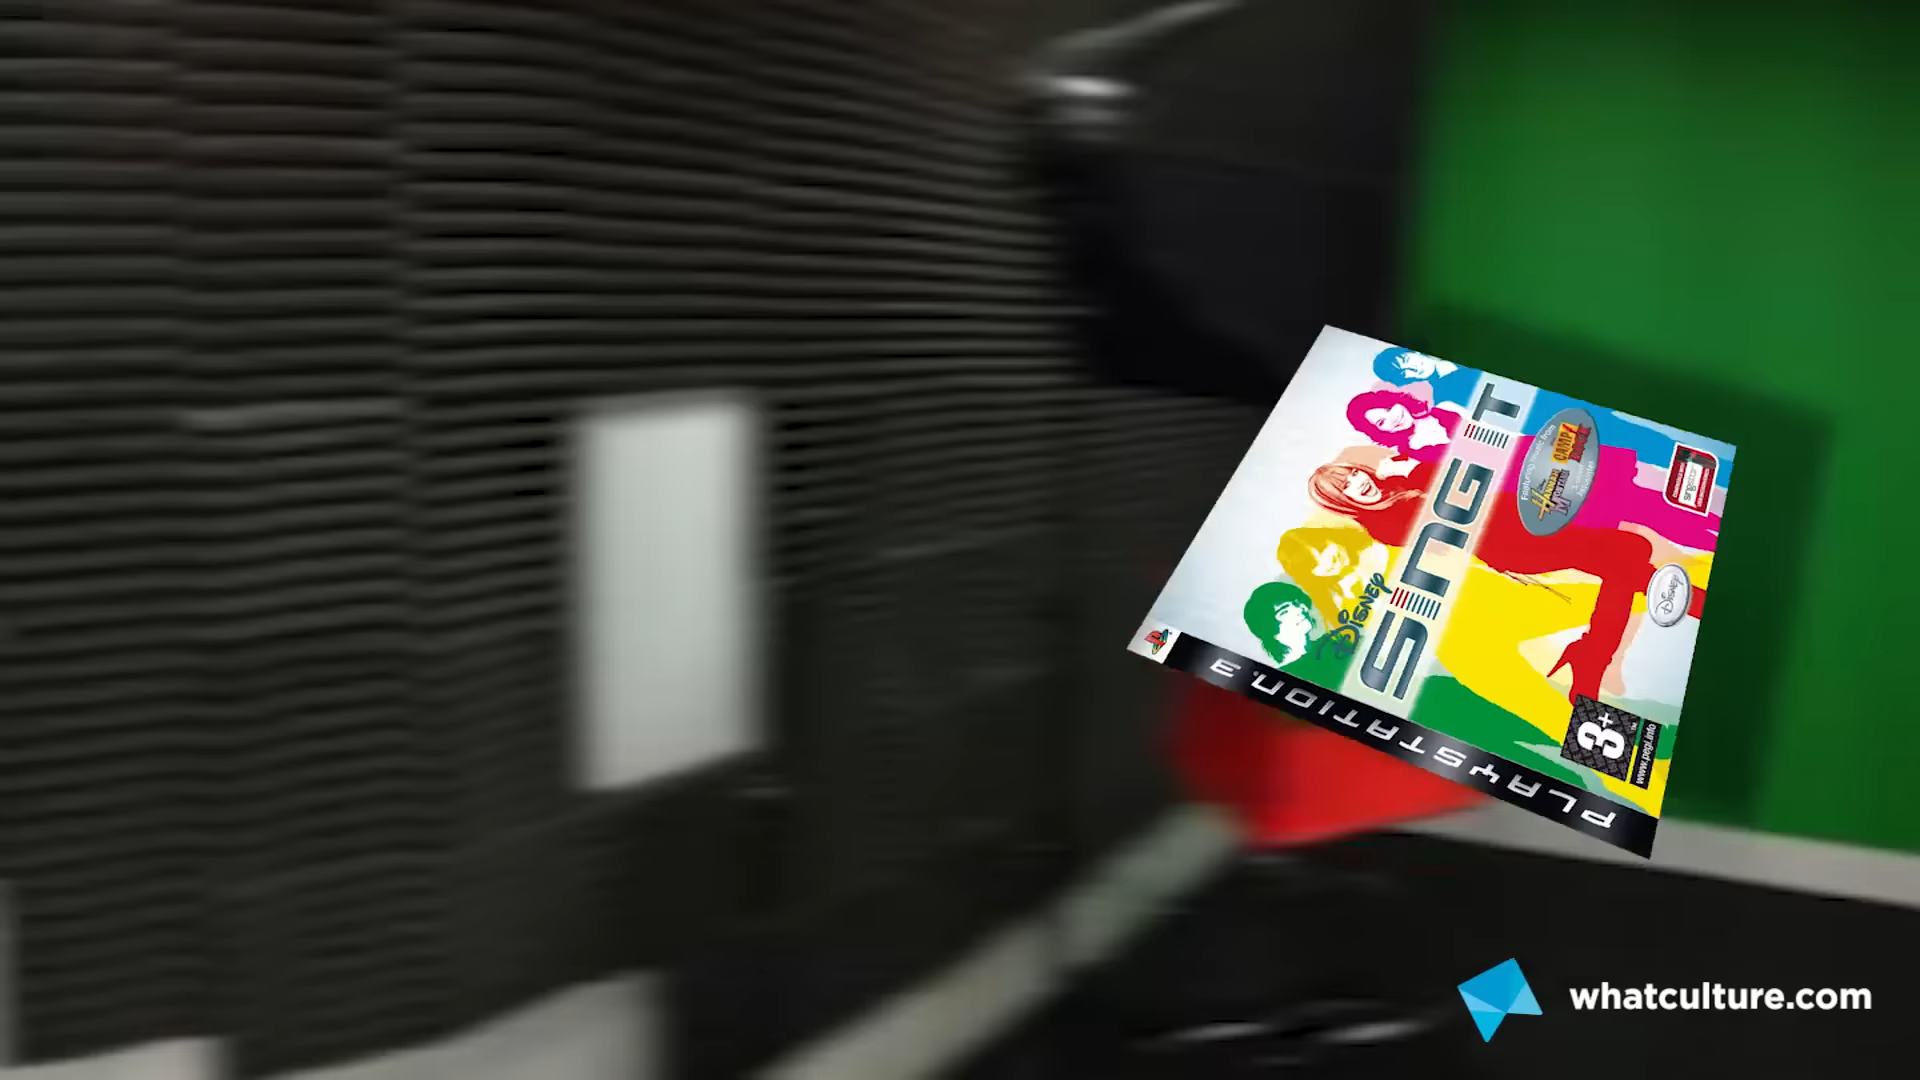 Disney
SING IT
Featuring music from
HANNAH MONTANA
CAMP ROCK
Disney
3+
www.pegi.info
PLAYSTATION 3
whatculture.com